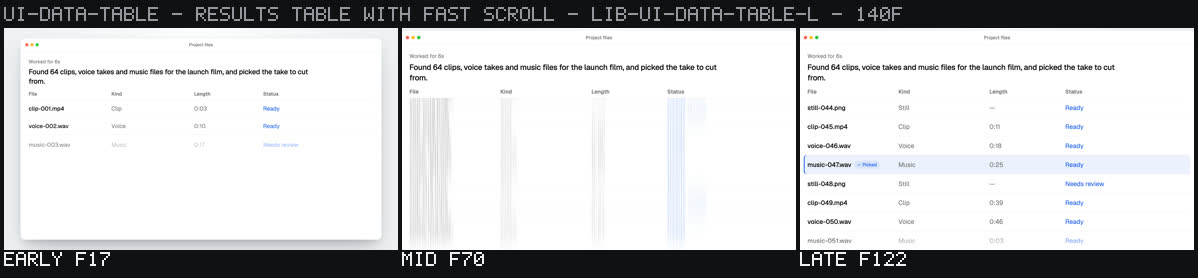 UI-DATA-TABLE - RESULTS TABLE WITH FAST SCROLL - LIB-UI-DATA-TABLE-L - 140F
Project files
Worked for 6s
Found 64 clips, voice takes and music files for the launch film, and picked the take to cut
from.
File Kind Length Status
clip-001.mp4 Clip 0:03 Ready
voice-002.wav Voice 0:10 Ready
music-003.wav Music 0:17 Needs review
EARLY F17
Project files
Worked for 6s
Found 64 clips, voice takes and music files for the launch film, and picked the take to cut
from.
File Kind Length Status
MID F70
Project files
Worked for 6s
Found 64 clips, voice takes and music files for the launch film, and picked the take to cut
from.
File Kind Length Status
still-044.png Still — Ready
clip-045.mp4 Clip 0:11 Ready
voice-046.wav Voice 0:18 Ready
music-047.wav ✓ Picked Music 0:25 Ready
still-048.png Still — Needs review
clip-049.mp4 Clip 0:39 Ready
voice-050.wav Voice 0:46 Ready
music-051.wav Music 0:03 Ready
LATE F122